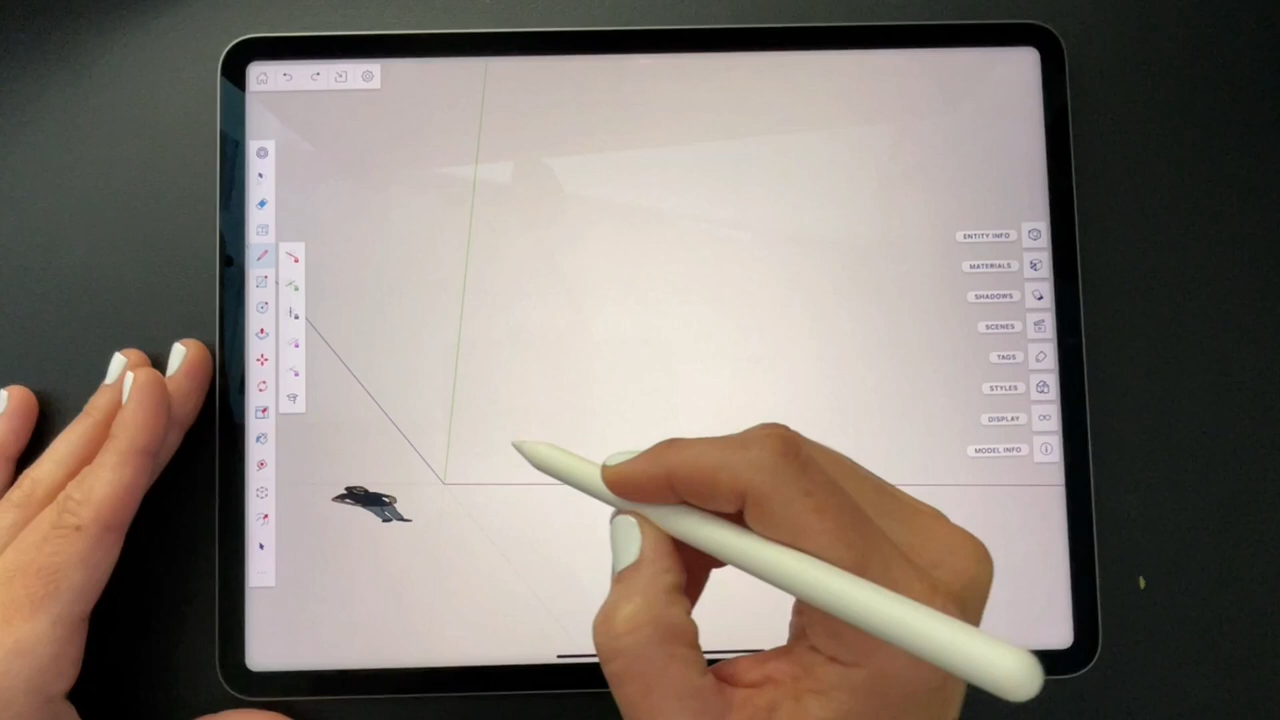 ENTITY INFO
MATERIALS
SHADOWS
SCENES
TAGS
STYLES
DISPLAY
MODEL INFO